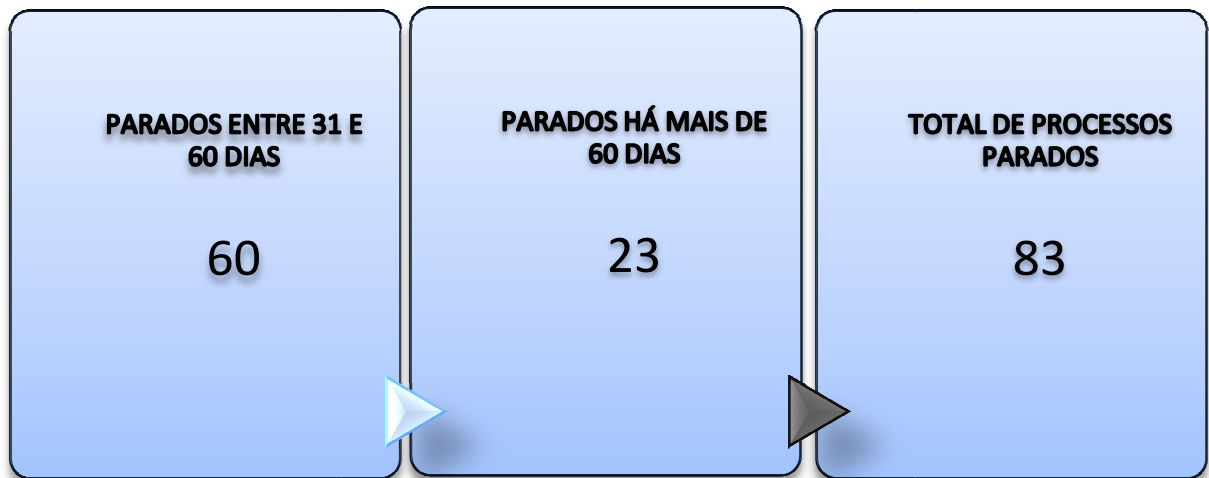 PARADOS ENTRE 31 E
60 DIAS
60
PARADOS HÁ MAIS DE
60 DIAS
23
TOTAL DE PROCESSOS
PARADOS
83